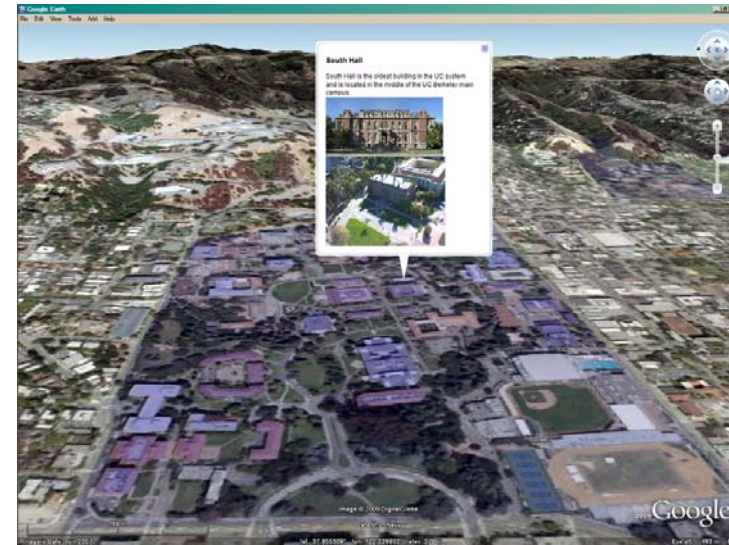 Google Earth
File Edit View Tools Add Help
South Hall
South Hall is the oldest building in the UC system
and is located in the middle of the UC Berkeley main
campus
Image © 2009 DigitalGlobe
Google